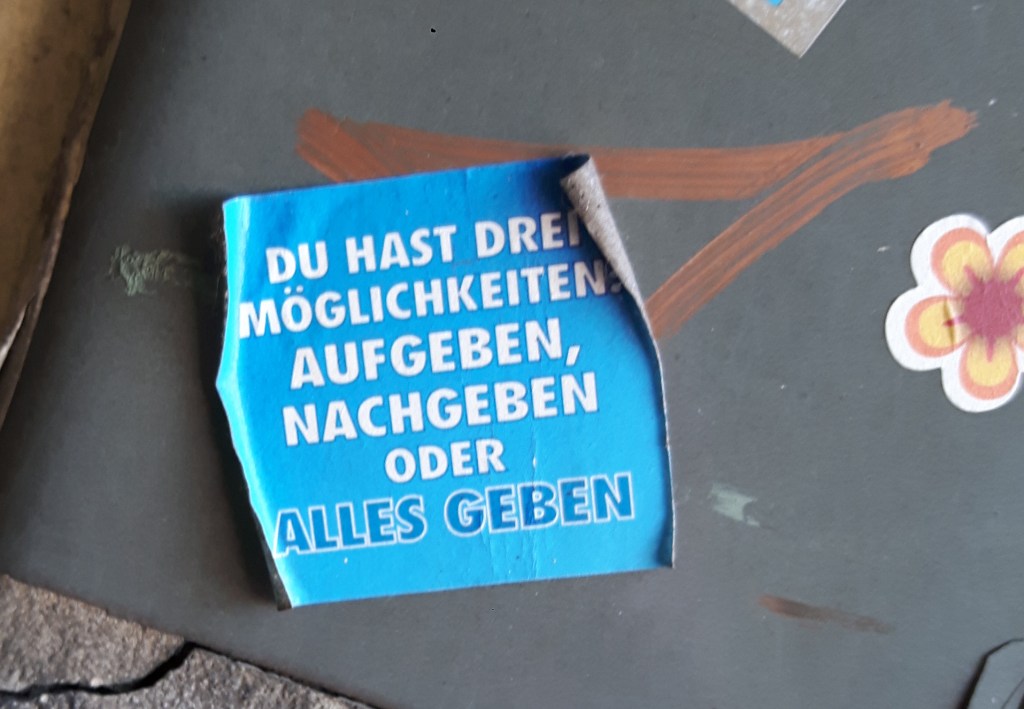 DU HAST DREI
MÖGLICHKEITEN:
AUFGEBEN,
NACHGEBEN
ODER
ALLES GEBEN